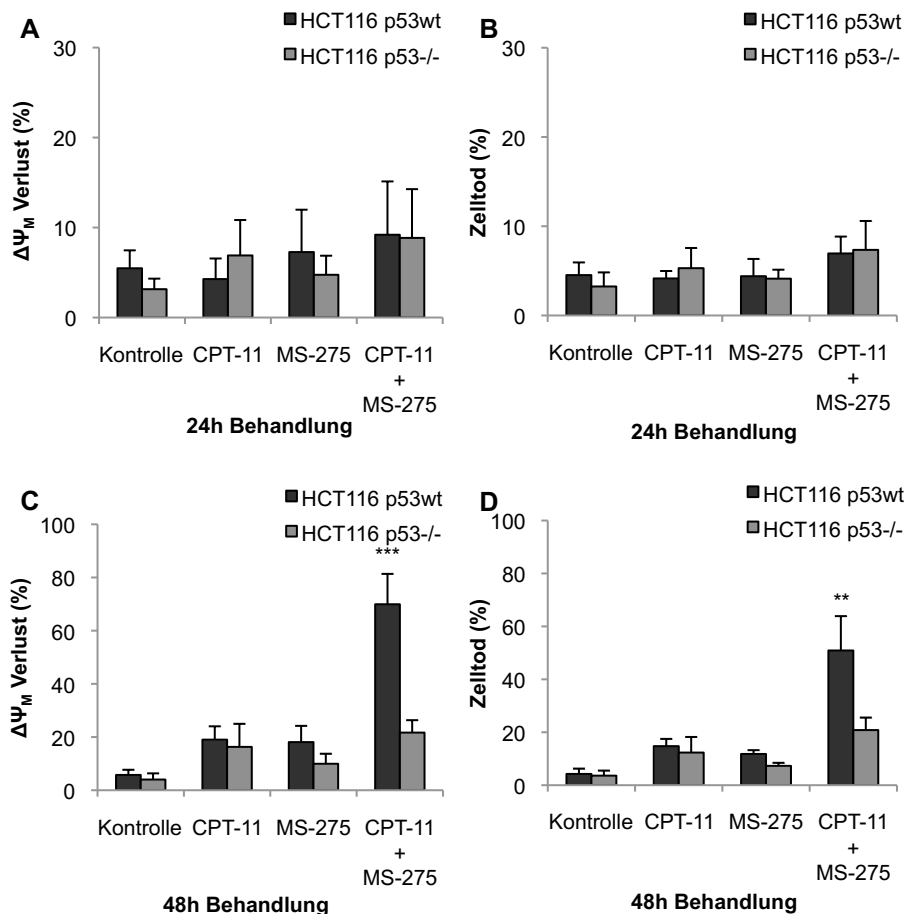 A
HCT116 p53wt
HCT116 p53-/-
30
20
10
0
ΔΨM Verlust (%)
Kontrolle CPT-11 MS-275 CPT-11
+
MS-275
24h Behandlung
B
HCT116 p53wt
HCT116 p53-/-
30
20
10
0
Zelltod (%)
Kontrolle CPT-11 MS-275 CPT-11
+
MS-275
24h Behandlung
C
HCT116 p53wt
HCT116 p53-/-
***
100
80
60
40
20
0
ΔΨM Verlust (%)
Kontrolle CPT-11 MS-275 CPT-11
+
MS-275
48h Behandlung
D
HCT116 p53wt
HCT116 p53-/-
**
100
80
60
40
20
0
Zelltod (%)
Kontrolle CPT-11 MS-275 CPT-11
+
MS-275
48h Behandlung